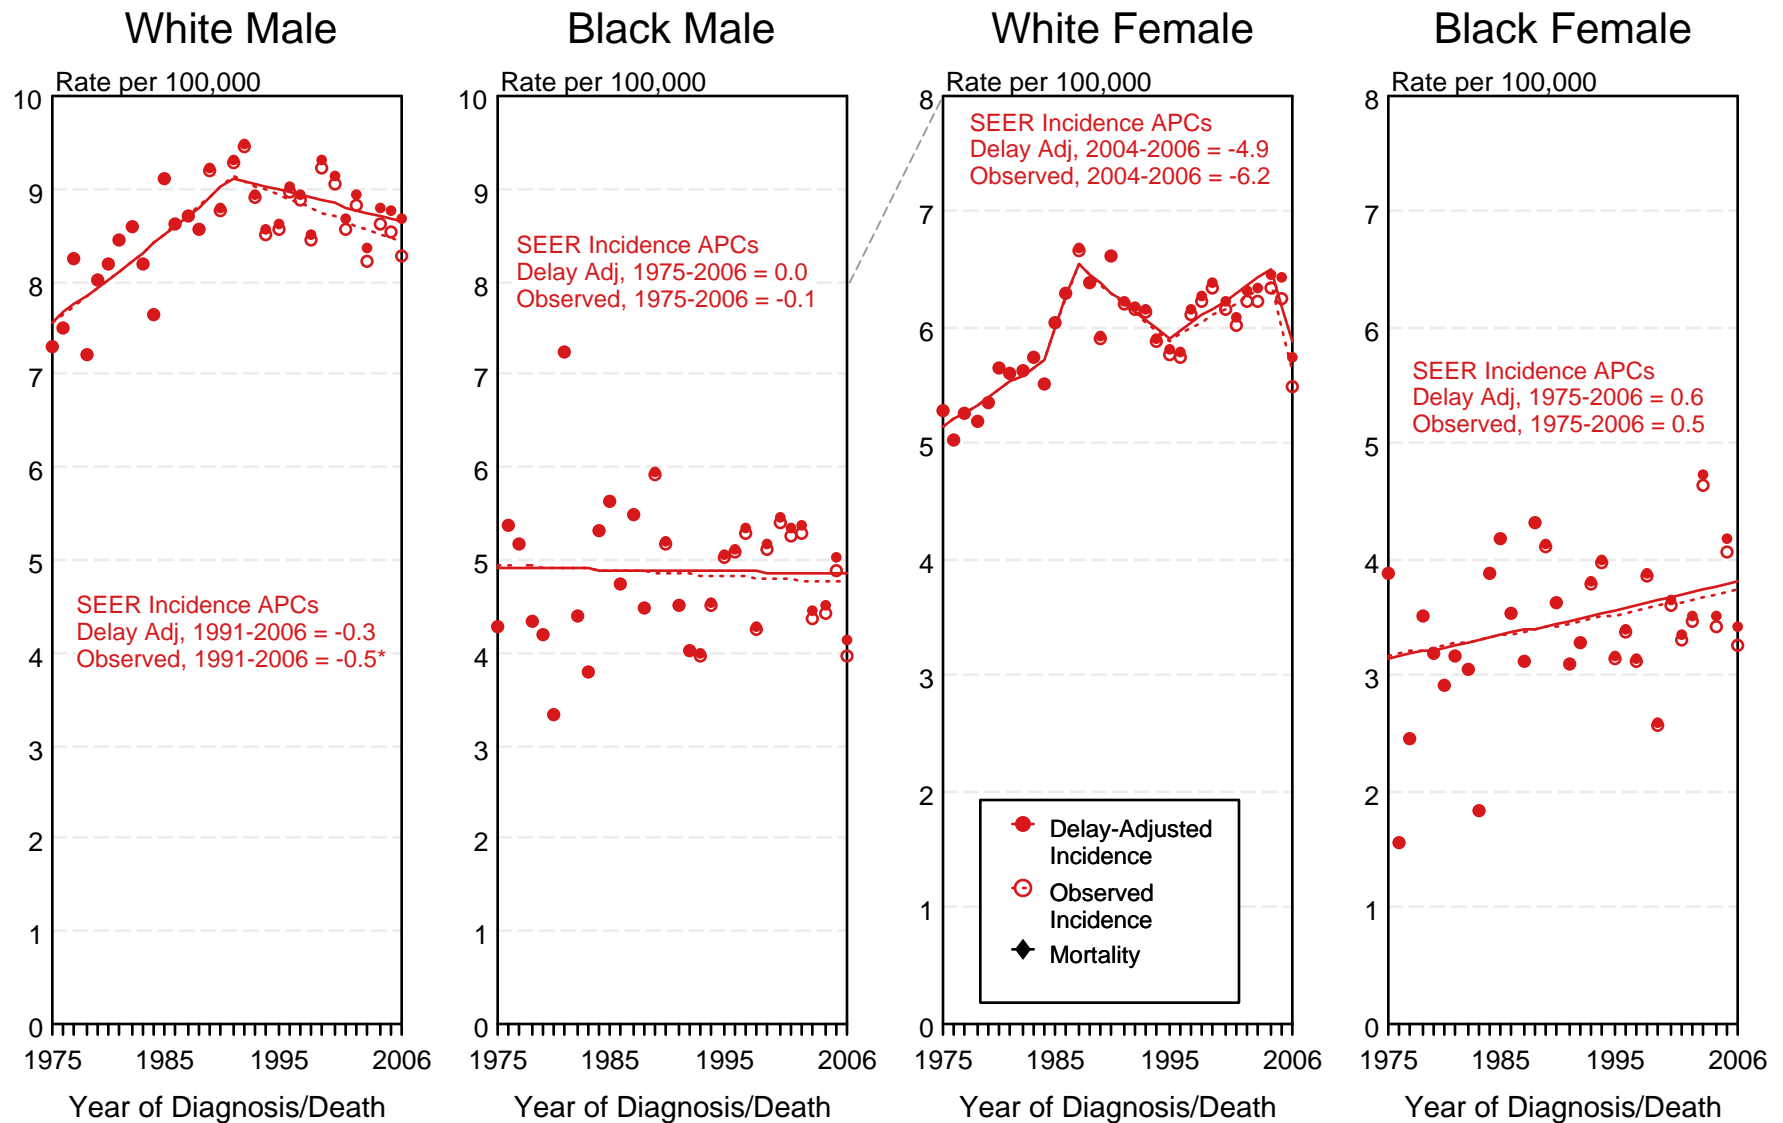 White Male
Black Male
White Female
Black Female
Rate per 100,000
Rate per 100,000
Rate per 100,000
Rate per 100,000
10
9
8
7
6
5
4
3
2
1
0
SEER Incidence APCs
Delay Adj, 1991-2006 = -0.3
Observed, 1991-2006 = -0.5*
1975
1985
1995
2006
Year of Diagnosis/Death
10
9
8
7
6
5
4
3
2
1
0
SEER Incidence APCs
Delay Adj, 1975-2006 = 0.0
Observed, 1975-2006 = -0.1
1975
1985
1995
2006
Year of Diagnosis/Death
8
7
6
5
4
3
2
1
0
SEER Incidence APCs
Delay Adj, 2004-2006 = -4.9
Observed, 2004-2006 = -6.2
Delay-Adjusted
Incidence
Observed
Incidence
Mortality
1975
1985
1995
2006
Year of Diagnosis/Death
8
7
6
5
4
3
2
1
0
SEER Incidence APCs
Delay Adj, 1975-2006 = 0.6
Observed, 1975-2006 = 0.5
1975
1985
1995
2006
Year of Diagnosis/Death